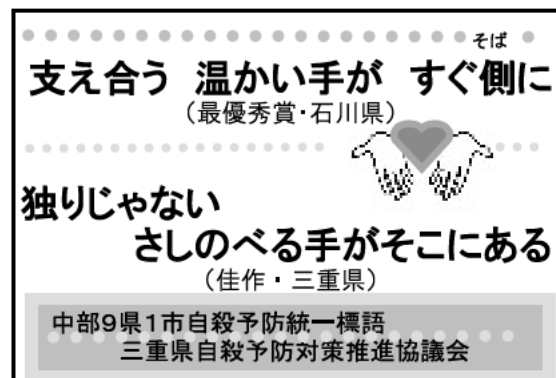 そば
支え合う 温かい手が すぐ側に
(最優秀賞・石川県)
独りじゃない
さしのべる手がそこにある
(佳作・三重県)
中部9県1市自殺予防統一標語
三重県自殺予防対策推進協議会